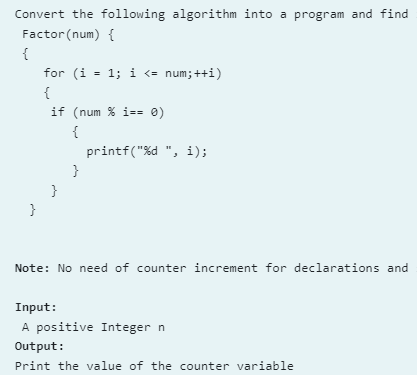 Convert the following algorithm into a program and find
Factor(num) {
{
for (i = 1; i <= num;++i)
{
if (num % i== 0)
{
printf("%d ", i);
}
}
}
Note: No need of counter increment for declarations and
Input:
A positive Integer n
Output:
Print the value of the counter variable